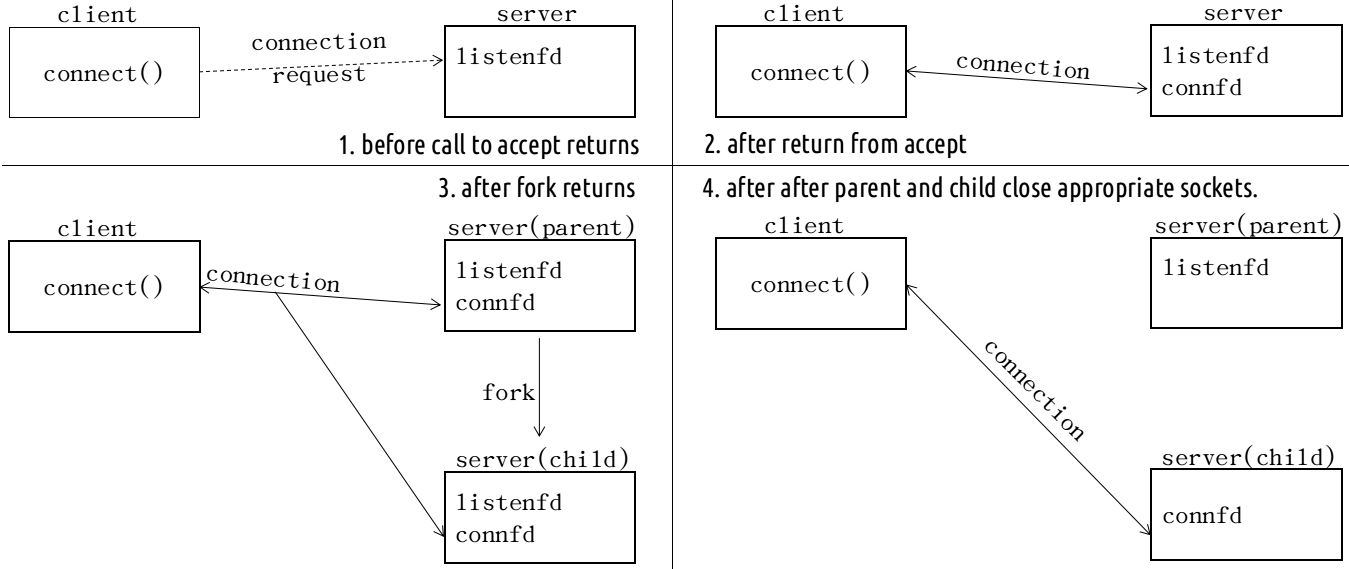 client
server
connection
request
connect()
listenfd
1. before call to accept returns
client
server
connection
connect()
listenfd
connfd
2. after return from accept
3. after fork returns
client
server(parent)
connection
connect()
listenfd
connfd
fork
server(child)
listenfd
connfd
4. after after parent and child close appropriate sockets.
client
server(parent)
connect()
listenfd
connection
server(child)
connfd